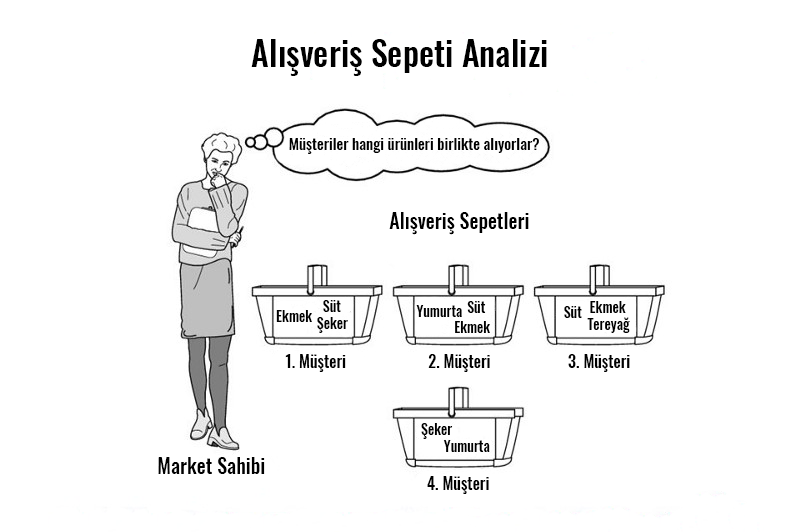 Alışveriş Sepeti Analizi
Müşteriler hangi ürünleri birlikte alıyorlar?
Alışveriş Sepetleri
Ekmek Süt
Şeker
1. Müşteri
Yumurta Süt
Ekmek
2. Müşteri
Süt Ekmek
Tereyağ
3. Müşteri
Şeker
Yumurta
4. Müşteri
Market Sahibi